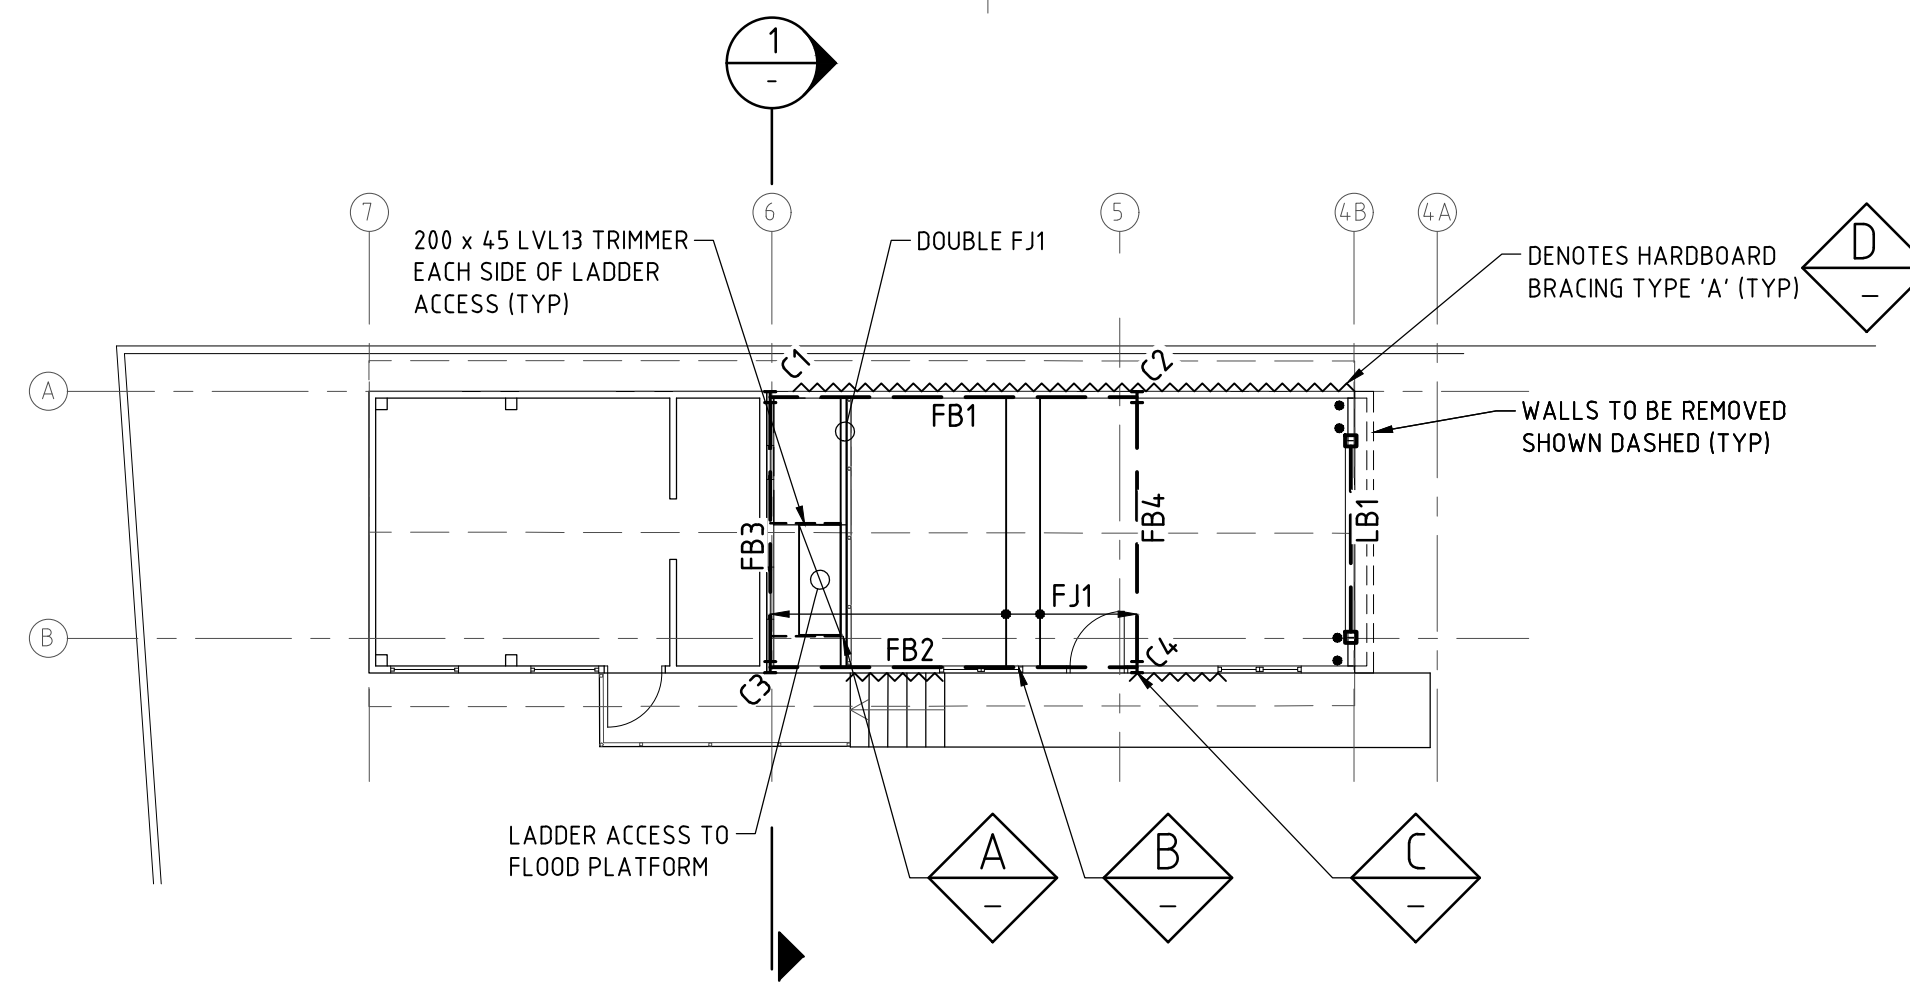 1
-
7
6
5
4B
4A
200 x 45 LVL13 TRIMMER
EACH SIDE OF LADDER
ACCESS (TYP)
DOUBLE FJ1
DENOTES HARDBOARD
BRACING TYPE 'A' (TYP)
D
-
A
C1
C2
FB1
WALLS TO BE REMOVED
SHOWN DASHED (TYP)
FB3
FB4
LB1
FJ1
B
FB2
C4
C3
LADDER ACCESS TO
FLOOD PLATFORM
A
-
B
-
C
-